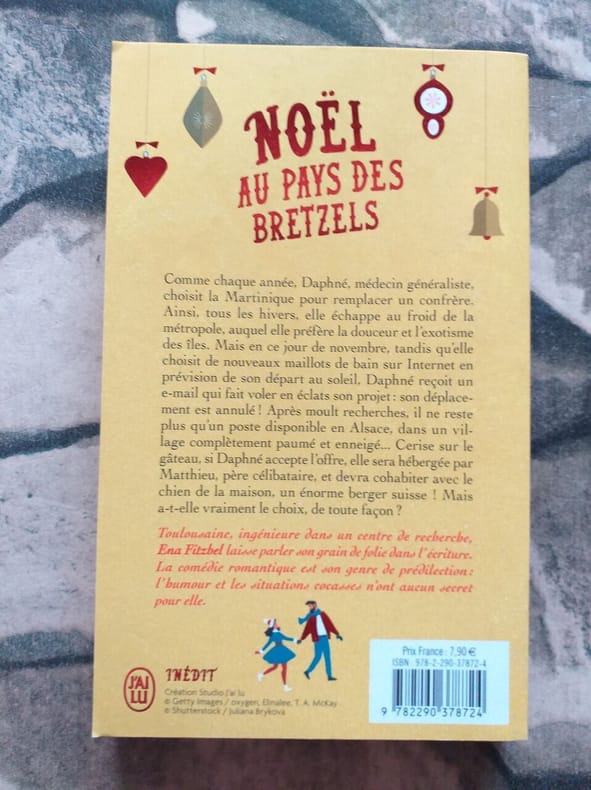 NOËL
AU PAYS DES
BRETZELS
Comme chaque année, Daphné, médecin généraliste,
choisit la Martinique pour remplacer un confrère.
Ainsi, tous les hivers, elle échappe au froid de la
métropole, auquel elle préfère la douceur et l'exotisme
des îles. Mais en ce jour de novembre, tandis qu'elle
choisit de nouveaux maillots de bain sur Internet en
prévision de son départ au soleil, Daphné reçoit un
e-mail qui fait voler en éclats son projet : son déplace-
ment est annulé ! Après moult recherches, il ne reste
plus qu'un poste disponible en Alsace, dans un vil-
lage complètement paumé et enneigé... Cerise sur le
gâteau, si Daphné accepte l'offre, elle sera hébergée par
Matthieu, père célibataire, et devra cohabiter avec le
chien de la maison, un énorme berger suisse ! Mais
a-t-elle vraiment le choix, de toute façon ?
Toulousaine, ingénieure dans un centre de recherche,
Ena Fitzbel laisse parler son grain de folie dans l'écriture.
La comédie romantique est son genre de prédilection :
l'humour et les situations cocasses n'ont aucun secret
pour elle.
J'AI
LU
INÉDIT
Création Studio J'ai lu
© Getty Images / oxygen, Elinalee, T. A. McKay
© Shutterstock / Juliana Brykova
Prix France : 7,90 €
ISBN 978-2-290-37872-4
9 782290 378724